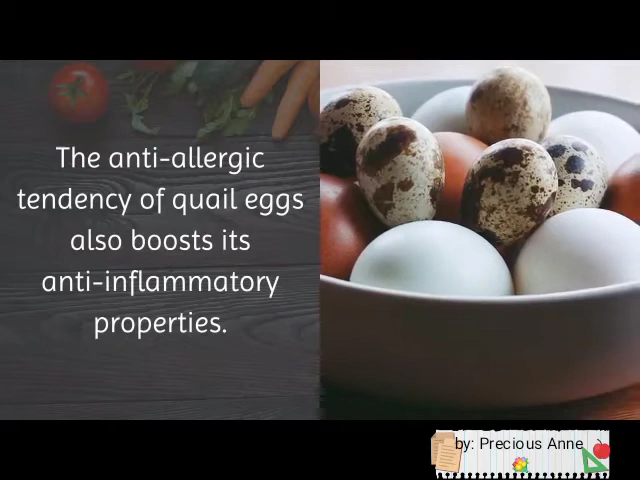 The anti-allergic
tendency of quail eggs
also boosts its
anti-inflammatory
properties.
by: Precious Anne